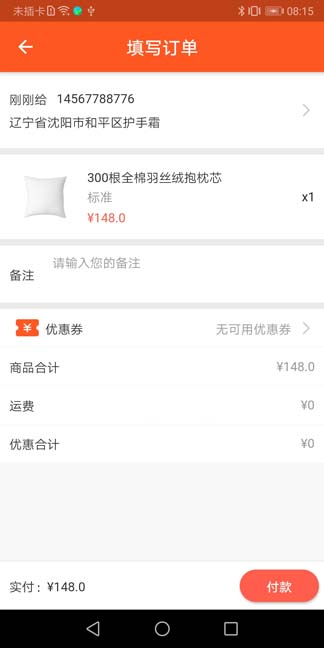 未插卡 08:15
填写订单
刚刚给 14567788776
辽宁省沈阳市和平区护手霜
300根全棉羽丝绒抱枕芯
标准 x1
¥148.0
备注 请输入您的备注
优惠券 无可用优惠券
商品合计 ¥148.0
运费 ¥0
优惠合计 ¥0
实付：¥148.0 付款